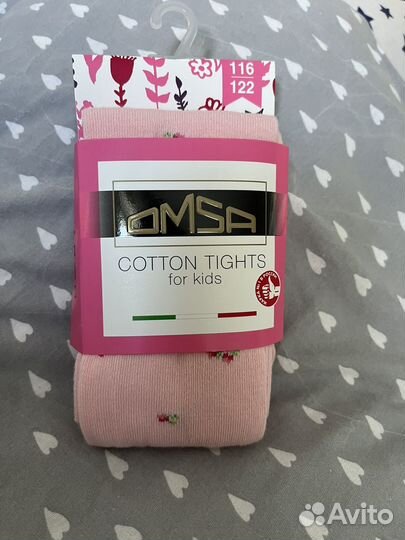 116
122
OMSA
COTTON TIGHTS
for kids
Avito